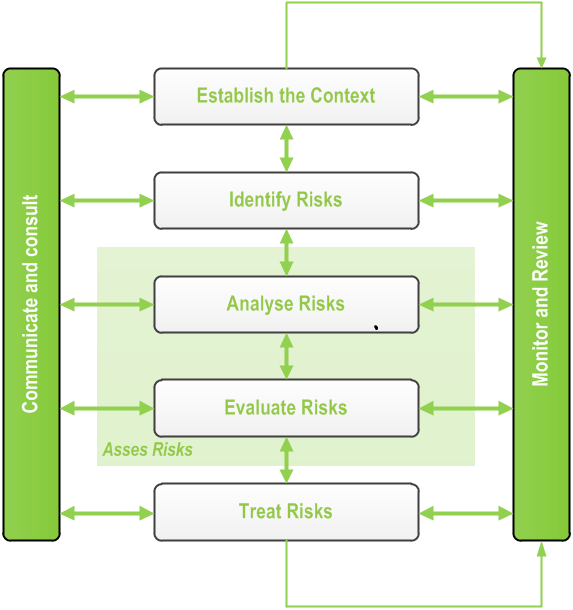 Establish the Context
Identify Risks
Analyse Risks
Evaluate Risks
Asses Risks
Treat Risks
Communicate and consult
Monitor and Review